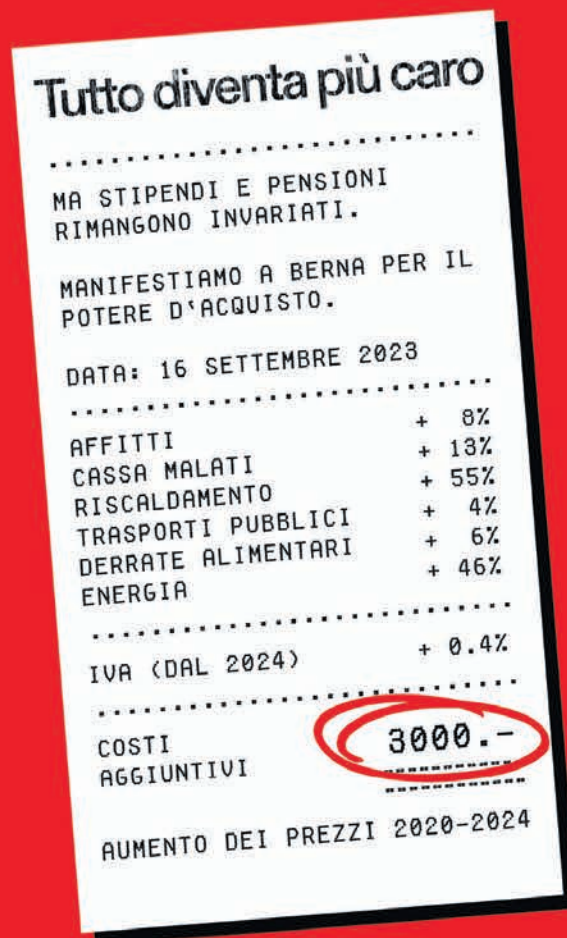 Tutto diventa più caro
MA STIPENDI E PENSIONI
RIMANGONO INVARIATI.
MANIFESTIAMO A BERNA PER IL
POTERE D'ACQUISTO.
DATA: 16 SETTEMBRE 2023
AFFITTI + 8%
CASSA MALATI + 13%
RISCALDAMENTO + 55%
TRASPORTI PUBBLICI + 4%
DERRATE ALIMENTARI + 6%
ENERGIA + 46%
IVA (DAL 2024) + 0.4%
COSTI 3000.-
AGGIUNTIVI
AUMENTO DEI PREZZI 2020-2024